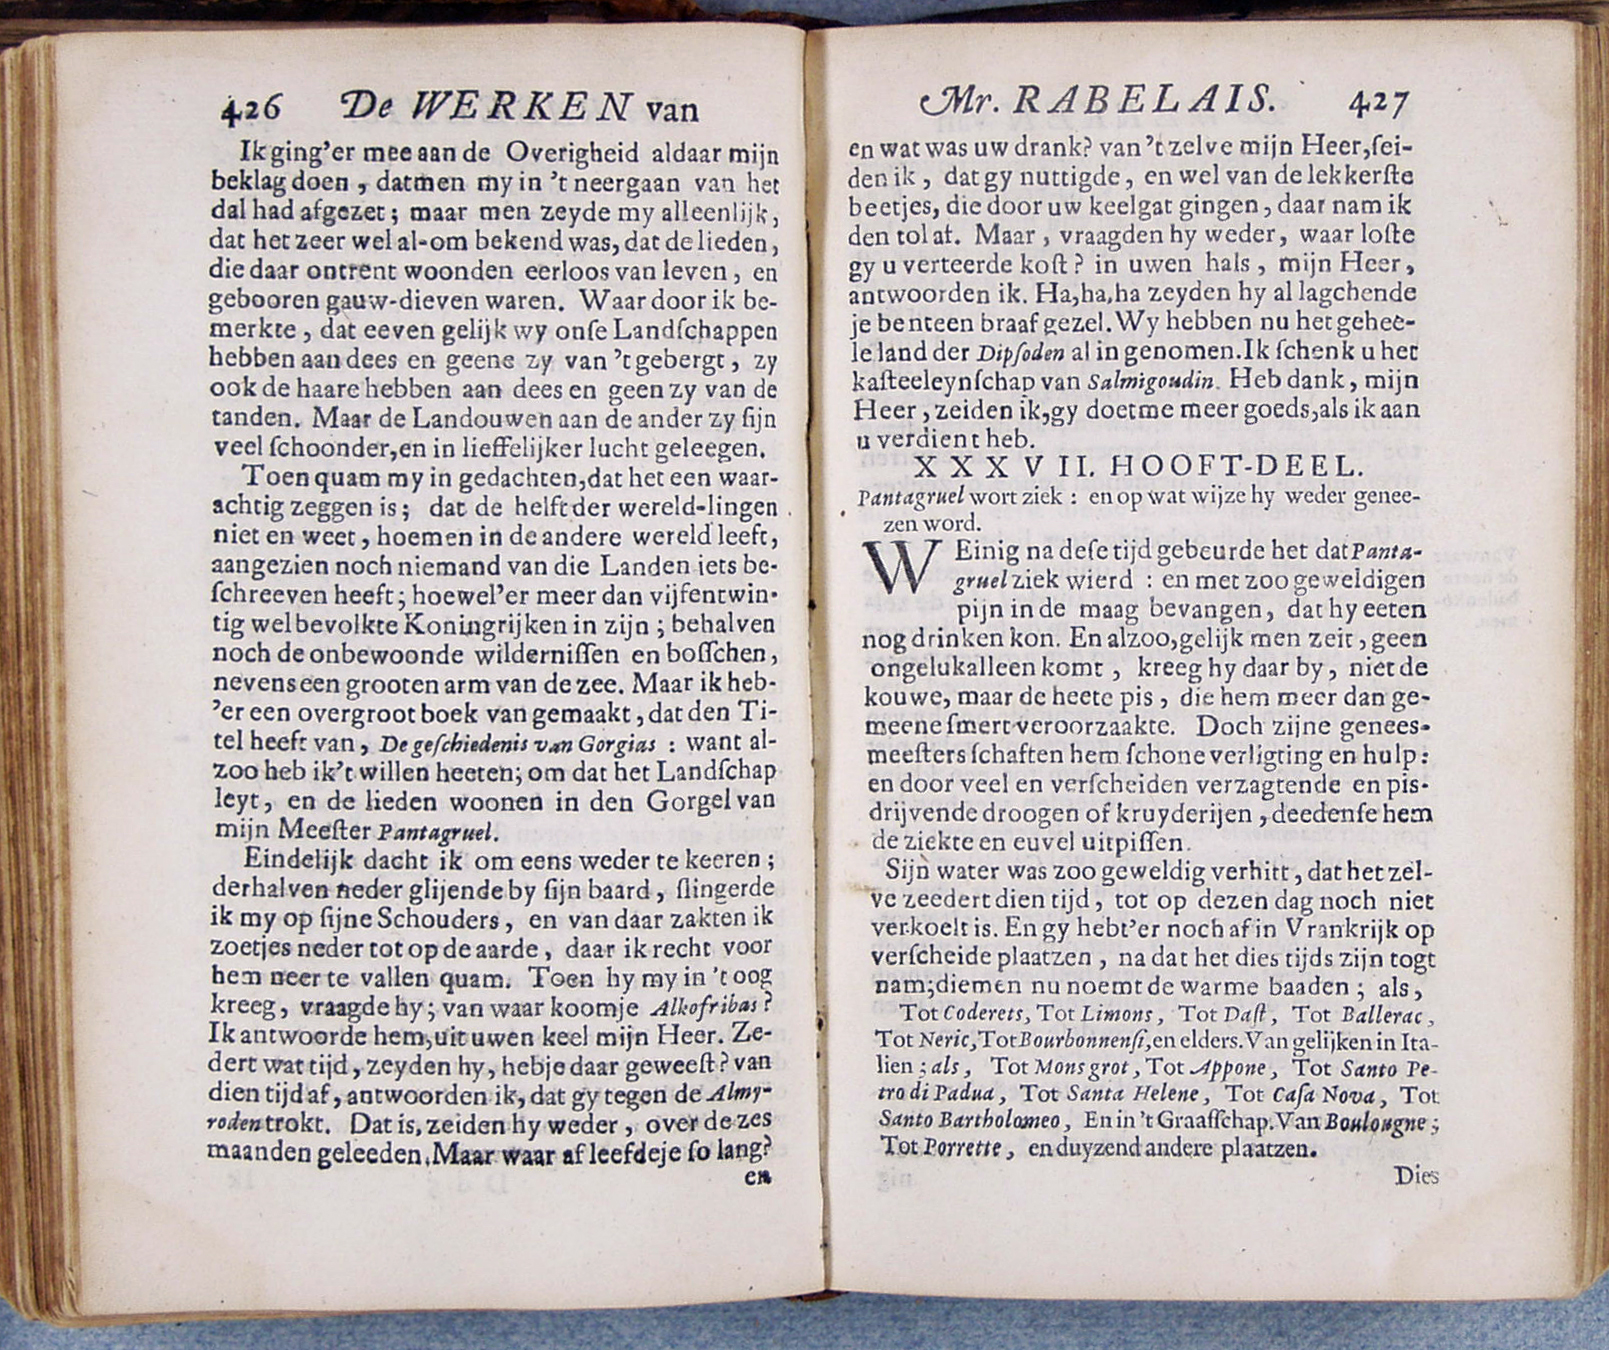 426 De WERKEN van
Ik ging'er mee aan de Overigheid aldaar mijn
beklag doen, datmen my in 't neergaan van het
dal had afgezet; maar men zeyde my alleenlijk,
dat het zeer wel al-om bekend was, dat de lieden,
die daar ontrent woonden eerloos van leven, en
gebooren gauw-dieven waren. Waar door ik be-
merkte, dat eeven gelijk wy onſe Landſchappen
hebben aan dees en geene zy van 't gebergt, zy
ook de haare hebben aan dees en geen zy van de
tanden. Maar de Landouwen aan de ander zy ſijn
veel ſchoonder, en in lieffelijker lucht geleegen.
Toen quam my in gedachten, dat het een waar-
achtig zeggen is; dat de helft der wereld-lingen
niet en weet, hoemen in de andere wereld leeft,
aangezien noch niemand van die Landen iets be-
ſchreeven heeft; hoewel'er meer dan vijfentwin-
tig wel bevolkte Koningrijken in zijn; behalven
noch de onbewoonde wilderniſſen en boſſchen,
nevens een grooten arm van de zee. Maar ik heb-
'er een overgroot boek van gemaakt, dat den Ti-
tel heeft van, De geſchiedenis van Gorgias: want al-
zoo heb ik't willen heeten; om dat het Landſchap
leyt, en de lieden woonen in den Gorgel van
mijn Meeſter Pantagruel.
Eindelijk dacht ik om eens weder te keeren;
derhalven neder glijende by ſijn baard, ſlingerde
ik my op ſijne Schouders, en van daar zakten ik
zoetjes neder tot op de aarde, daar ik recht voor
hem neer te vallen quam. Toen hy my in 't oog
kreeg, vraagde hy; van waar koomje Alkofribas?
Ik antwoorde hem, uit uwen keel mijn Heer. Ze-
dert wat tijd, zeyden hy, hebje daar geweeſt? van
dien tijd af, antwoorden ik, dat gy tegen de Almy-
roden trokt. Dat is, zeiden hy weder, over de zes
maanden geleeden. Maar waar af leefdeje ſo lang?
en
Mr. RABELAIS. 427
en wat was uw drank? van 't zelve mijn Heer, ſei-
den ik, dat gy nuttigde, en wel van de lekkerſte
beetjes, die door uw keelgat gingen, daar nam ik
den tol af. Maar, vraagden hy weder, waar loſte
gy u verteerde koſt? in uwen hals, mijn Heer,
antwoorden ik. Ha, ha, ha zeyden hy al lagchende
je bent een braaf gezel. Wy hebben nu het gehee-
le land der Dipſoden al in genomen. Ik ſchenk u het
kaſteeleynſchap van Salmigoudin. Heb dank, mijn
Heer, zeiden ik, gy doet me meer goeds, als ik aan
u verdient heb.
XXXVII. HOOFT-DEEL.
Pantagruel wort ziek: en op wat wijze hy weder genee-
zen word.
WEinig na deſe tijd gebeurde het dat Panta-
gruel ziek wierd: en met zoo geweldigen
pijn in de maag bevangen, dat hy eeten
nog drinken kon. En alzoo, gelijk men zeit, geen
ongeluk alleen komt, kreeg hy daar by, niet de
kouwe, maar de heete pis, die hem meer dan ge-
meene ſmert veroorzaakte. Doch zijne genees-
meeſters ſchaften hem ſchone verligting en hulp:
en door veel en verſcheiden verzagtende en pis-
drijvende droogen of kruyderijen, deedenſe hem
de ziekte en euvel uitpiſſen.
Sijn water was zoo geweldig verhitt, dat het zel-
ve zeedert dien tijd, tot op dezen dag noch niet
verkoelt is. En gy hebt'er noch af in Vrankrijk op
verſcheide plaatzen, na dat het dies tijds zijn togt
nam; diemen nu noemt de warme baaden; als,
Tot Coderets, Tot Limons, Tot Daſt, Tot Ballerac,
Tot Neric, Tot Bourbonnenſi, en elders. Van gelijken in Ita-
lien; als, Tot Monsgrot, Tot Appone, Tot Santo Pe-
tro di Padua, Tot Santa Helene, Tot Caſa Nova, Tot
Santo Bartholomeo, En in 't Graafſchap. Van Boulougne;
Tot Porrette, en duyzend andere plaatzen.
Dies